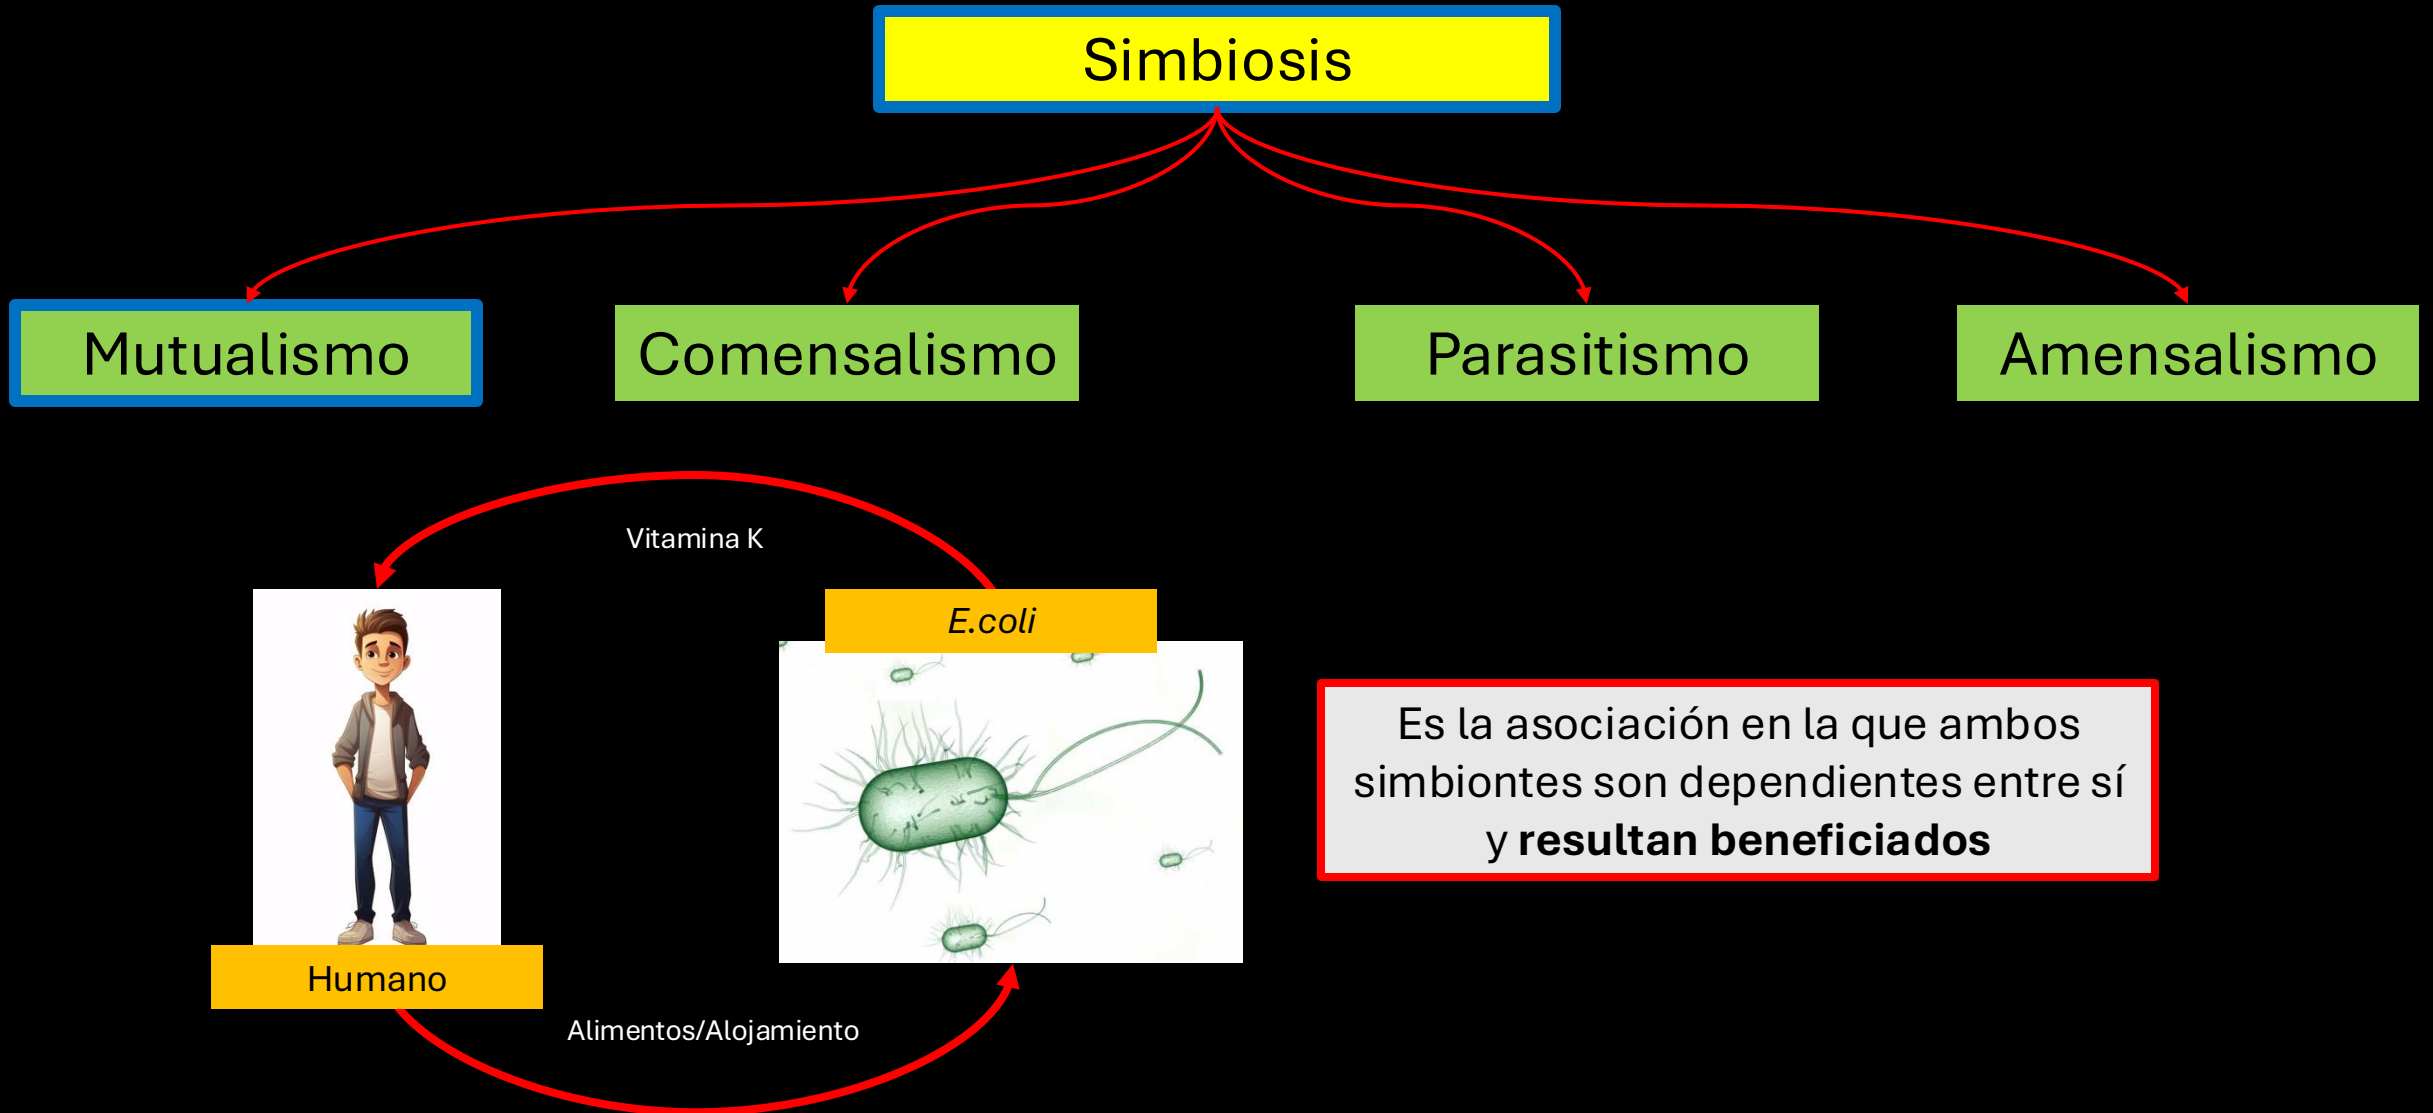 Simbiosis
Mutualismo
Comensalismo
Parasitismo
Amensalismo
Vitamina K
E.coli
Es la asociación en la que ambos
simbiontes son dependientes entre sí
y resultan beneficiados
Humano
Alimentos/Alojamiento